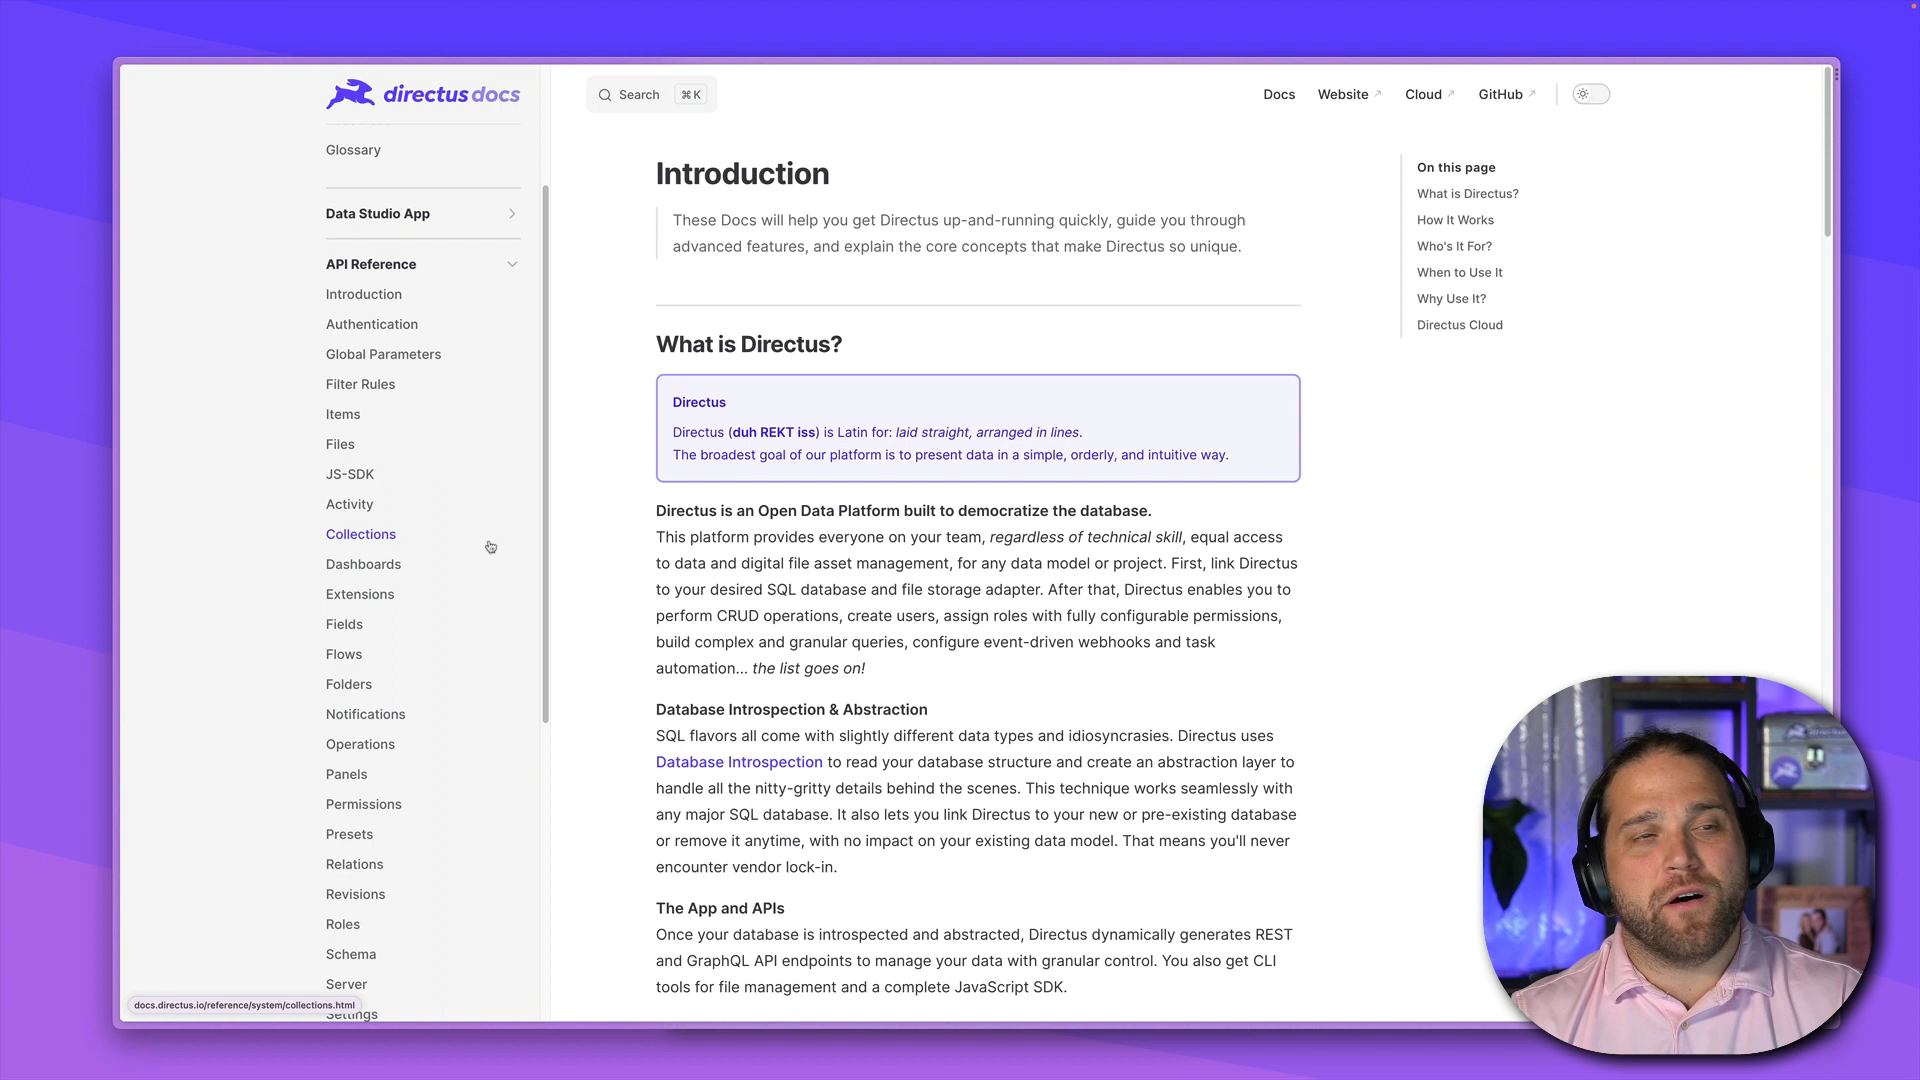 directus docs
Glossary
Data Studio App
API Reference
Introduction
Authentication
Global Parameters
Filter Rules
Items
Files
JS-SDK
Activity
Collections
Dashboards
Extensions
Fields
Flows
Folders
Notifications
Operations
Panels
Permissions
Presets
Relations
Revisions
Roles
Schema
Server
Settings
docs.directus.io/reference/system/collections.html
Search ⌘ K
Docs Website Cloud GitHub
Introduction
These Docs will help you get Directus up-and-running quickly, guide you through
advanced features, and explain the core concepts that make Directus so unique.
What is Directus?
Directus
Directus (duh REKT iss) is Latin for: laid straight, arranged in lines.
The broadest goal of our platform is to present data in a simple, orderly, and intuitive way.
Directus is an Open Data Platform built to democratize the database.
This platform provides everyone on your team, regardless of technical skill, equal access
to data and digital file asset management, for any data model or project. First, link Directus
to your desired SQL database and file storage adapter. After that, Directus enables you to
perform CRUD operations, create users, assign roles with fully configurable permissions,
build complex and granular queries, configure event-driven webhooks and task
automation... the list goes on!
Database Introspection & Abstraction
SQL flavors all come with slightly different data types and idiosyncrasies. Directus uses
Database Introspection to read your database structure and create an abstraction layer to
handle all the nitty-gritty details behind the scenes. This technique works seamlessly with
any major SQL database. It also lets you link Directus to your new or pre-existing database
or remove it anytime, with no impact on your existing data model. That means you'll never
encounter vendor lock-in.
The App and APIs
Once your database is introspected and abstracted, Directus dynamically generates REST
and GraphQL API endpoints to manage your data with granular control. You also get CLI
tools for file management and a complete JavaScript SDK.
On this page
What is Directus?
How It Works
Who's It For?
When to Use It
Why Use It?
Directus Cloud